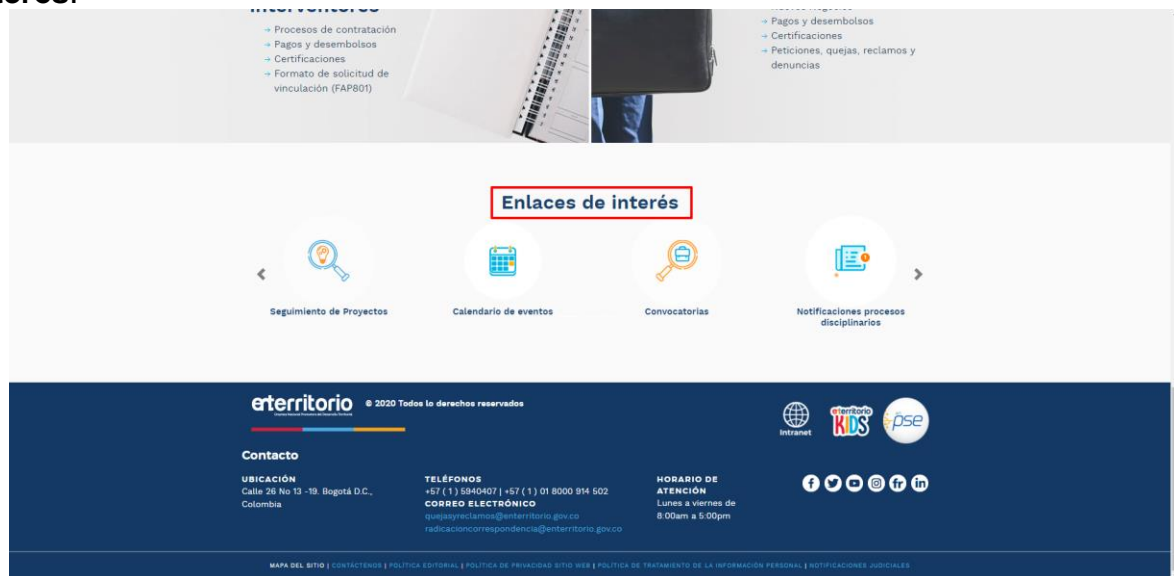 → Procesos de contratación
→ Pagos y desembolsos
→ Certificaciones
→ Formato de solicitud de
vinculación (FAP801)
→ Pagos y desembolsos
→ Certificaciones
→ Peticiones, quejas, reclamos y
denuncias
Enlaces de interés
Seguimiento de Proyectos
Calendario de eventos
Convocatorias
Notificaciones procesos
disciplinarios
enterritorio
© 2020 Todos lo derechos reservados
Intranet
enterritorio
KIDS
pse
Contacto
UBICACIÓN
Calle 26 No 13 -19. Bogotá D.C.,
Colombia
TELÉFONOS
+57 ( 1 ) 5940407 | +57 ( 1 ) 01 8000 914 502
CORREO ELECTRÓNICO
quejasyreclamos@enterritorio.gov.co
radicacioncorrespondencia@enterritorio.gov.co
HORARIO DE
ATENCIÓN
Lunes a viernes de
8:00am a 5:00pm
MAPA DEL SITIO | CONTÁCTENOS | POLÍTICA EDITORIAL | POLÍTICA DE PRIVACIDAD SITIO WEB | POLÍTICA DE TRATAMIENTO DE LA INFORMACIÓN PERSONAL | NOTIFICACIONES JUDICIALES